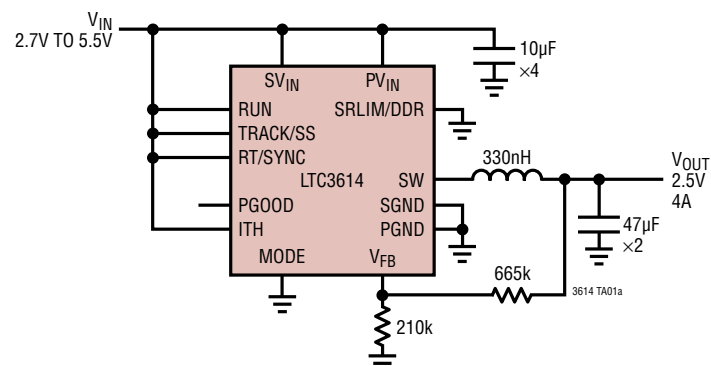 VIN
2.7V TO 5.5V
10µF
×4
SVIN
PVIN
RUN
SRLIM/DDR
TRACK/SS
RT/SYNC
330nH
LTC3614
SW
VOUT
2.5V
4A
PGOOD
SGND
ITH
PGND
47µF
×2
MODE
VFB
665k
3614 TA01a
210k